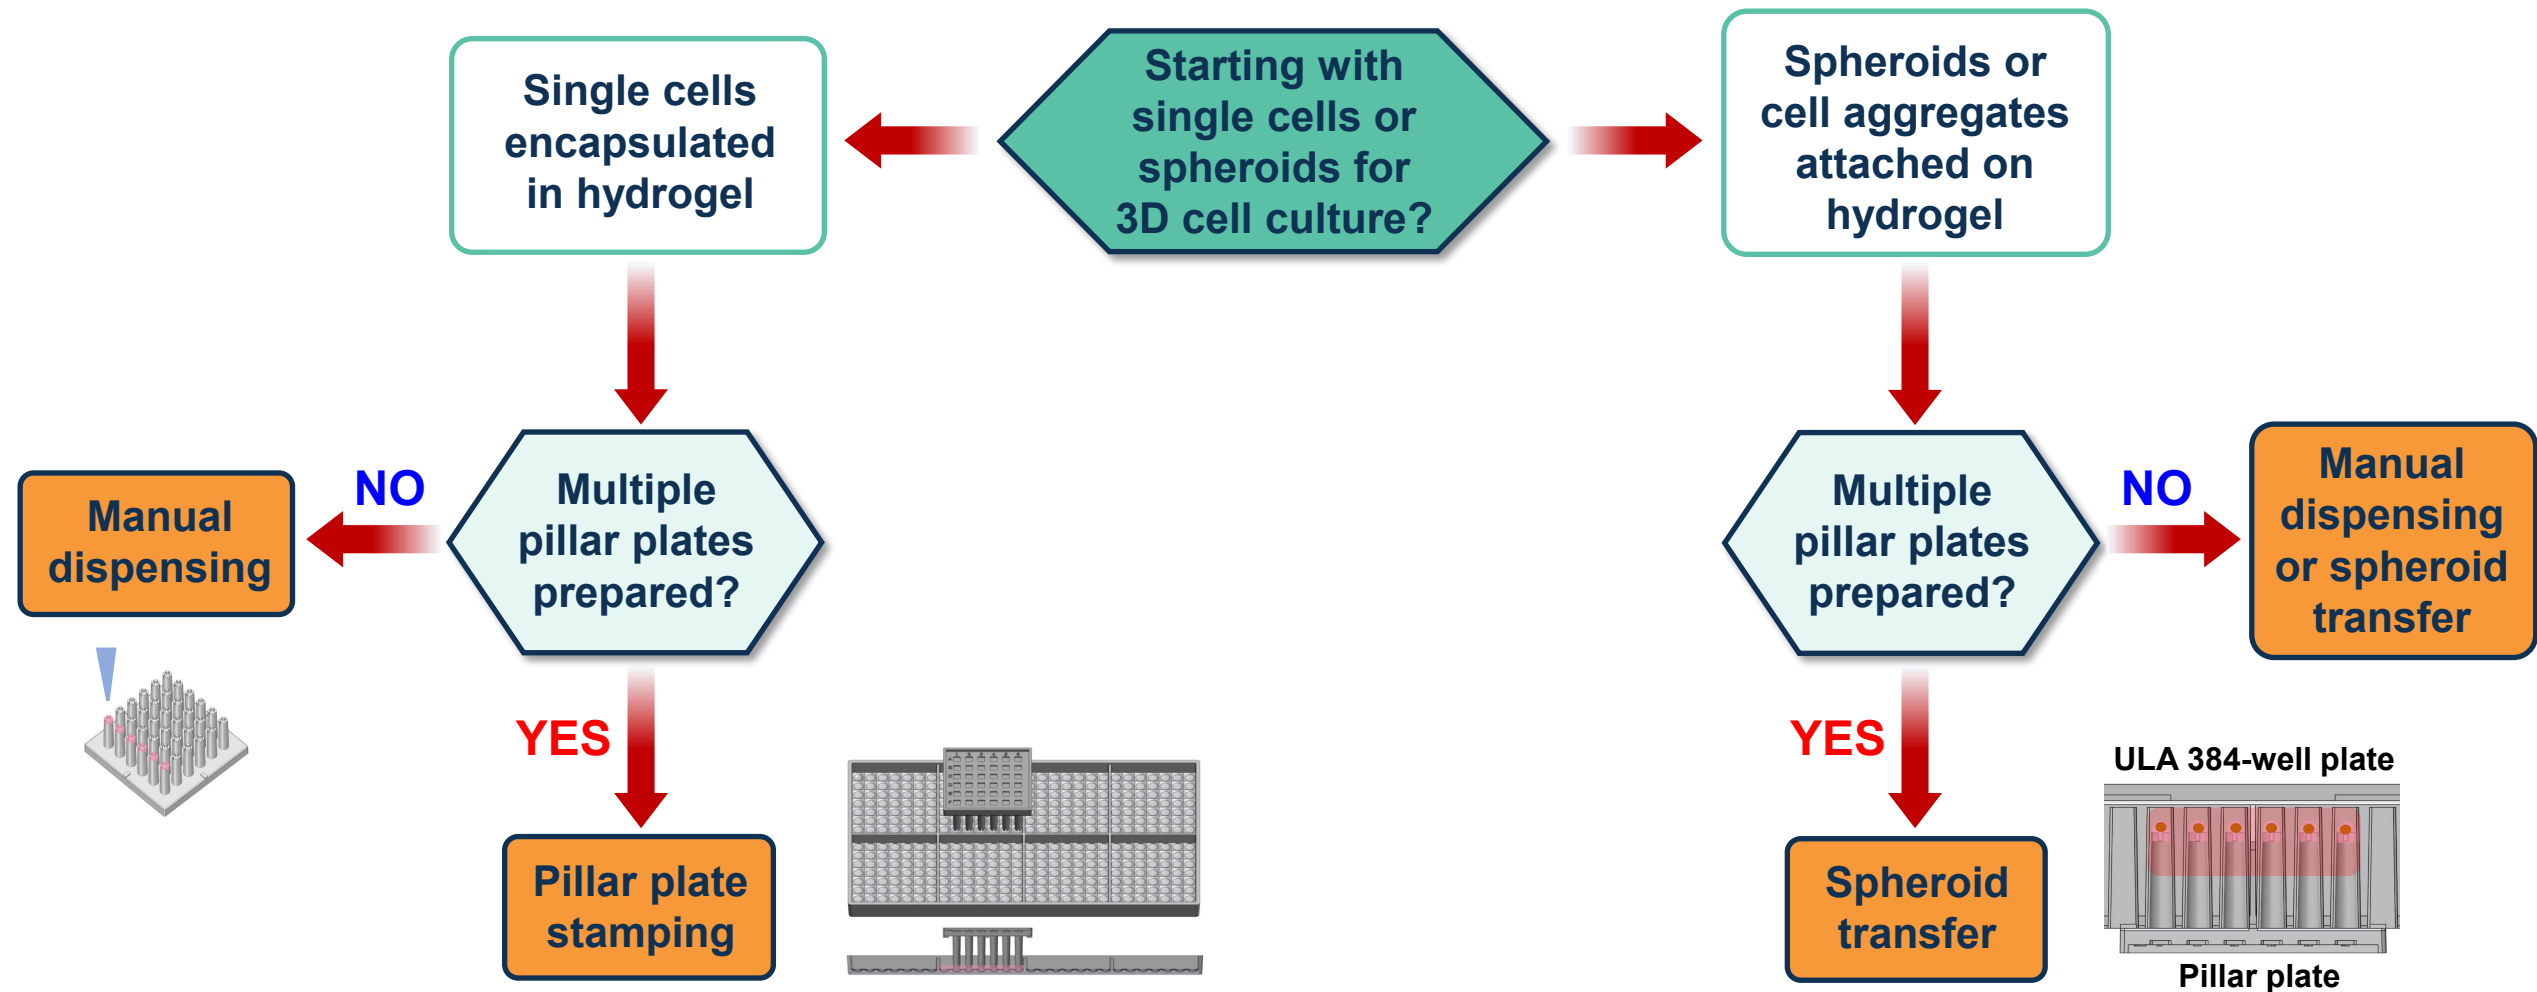 Single cells
encapsulated
in hydrogel
Starting with
single cells or
spheroids for
3D cell culture?
Spheroids or
cell aggregates
attached on
hydrogel
Manual
dispensing
NO
Multiple
pillar plates
prepared?
YES
Pillar plate
stamping
Multiple
pillar plates
prepared?
NO
Manual
dispensing
or spheroid
transfer
YES
Spheroid
transfer
ULA 384-well plate
Pillar plate